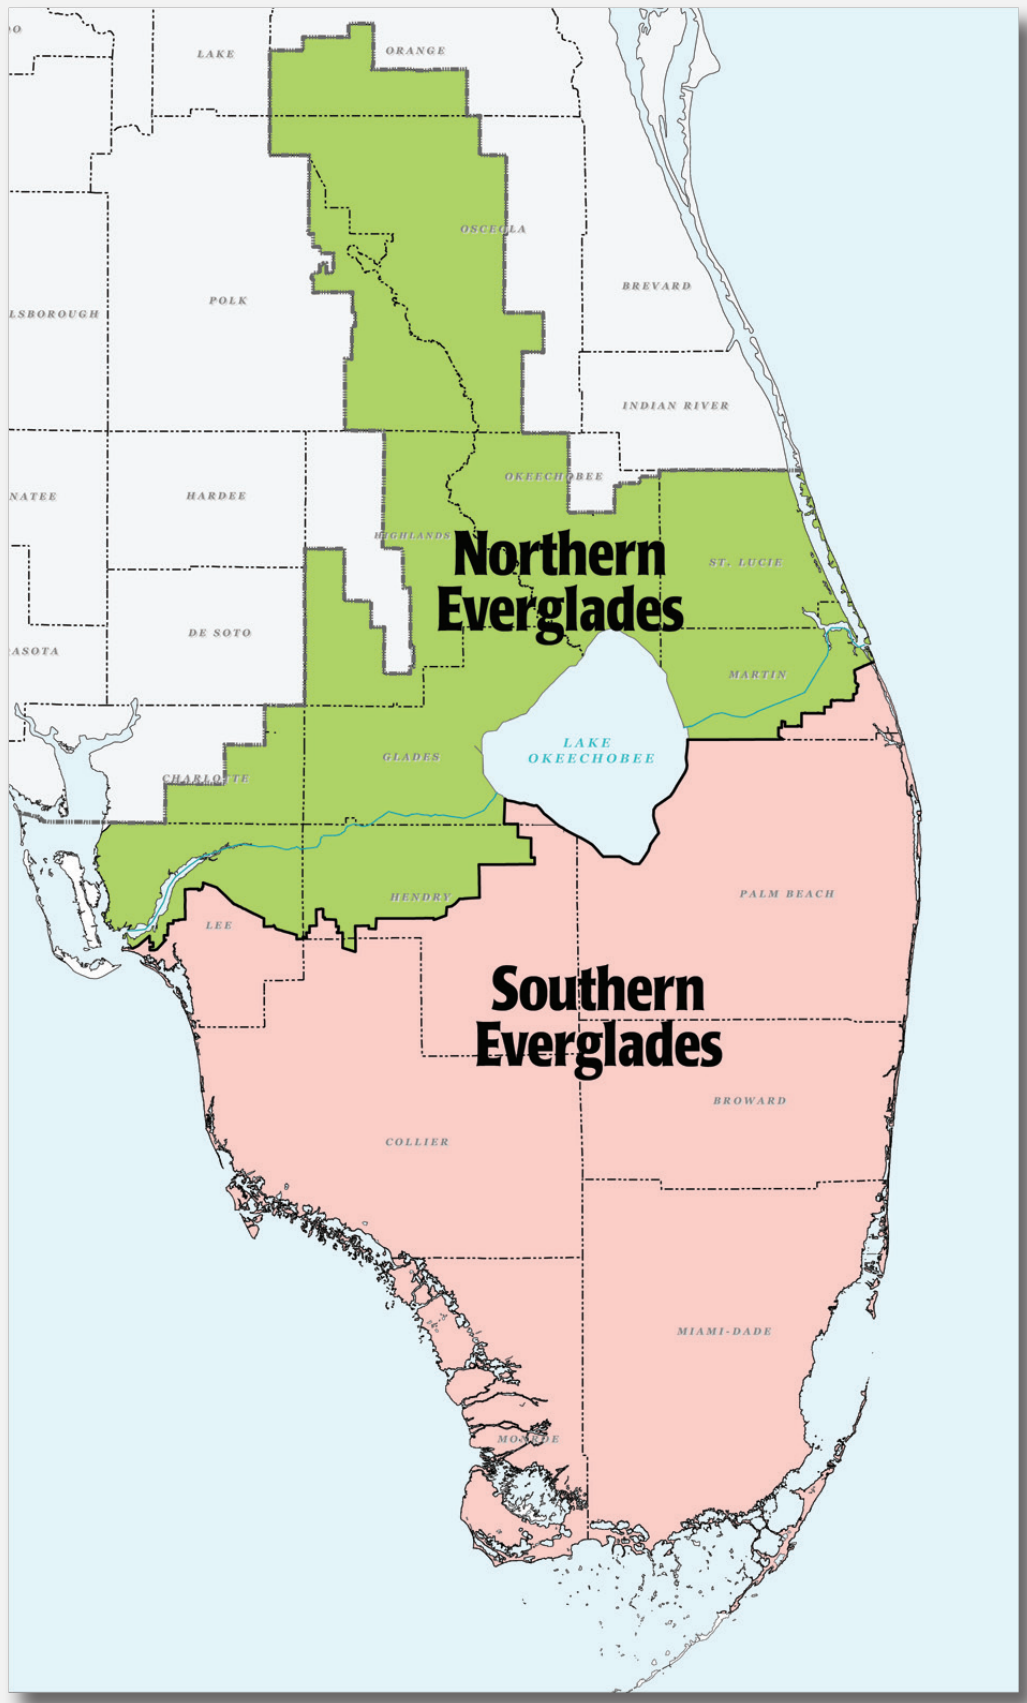 OO
LAKE
ORANGE
OSCEOLA
BREVARD
POLK
LSBOROUGH
INDIAN RIVER
OKEECHOBEE
NATEE
HARDEE
HIGHLANDS
Northern
Everglades
ST. LUCIE
DE SOTO
ASOTA
MARTIN
LAKE
OKEECHOBEE
GLADES
CHARLOTTE
HENDRY
PALM BEACH
LEE
Southern
Everglades
BROWARD
COLLIER
MIAMI-DADE
MONROE